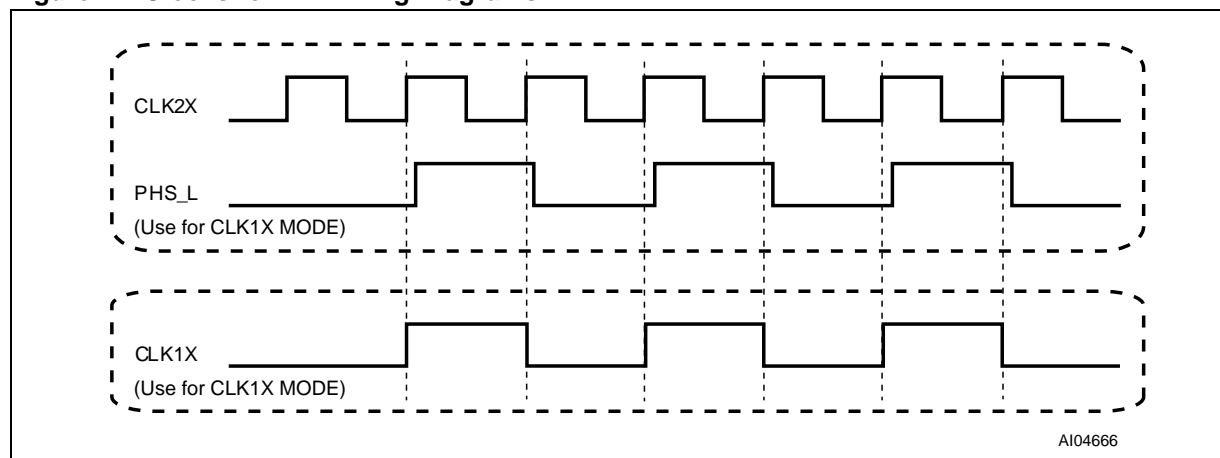 CLK2X
PHS_L
(Use for CLK1X MODE)
CLK1X
(Use for CLK1X MODE)
AI04666